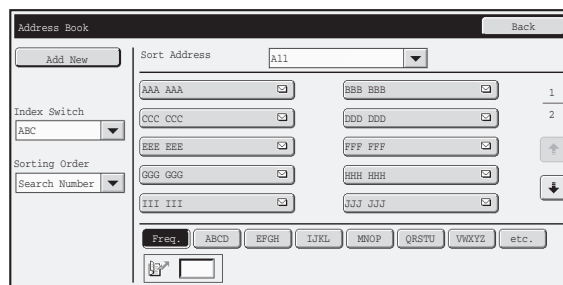 Address Book Back
Add New
Sort Address All
AAA AAA BBB BBB
1
Index Switch
CCC CCC DDD DDD
2
ABC
EEE EEE FFF FFF
Sorting Order
GGG GGG HHH HHH
Search Number
III III JJJ JJJ
Freq. ABCD EFGH IJKL MNOP QRSTU VWXYZ etc.